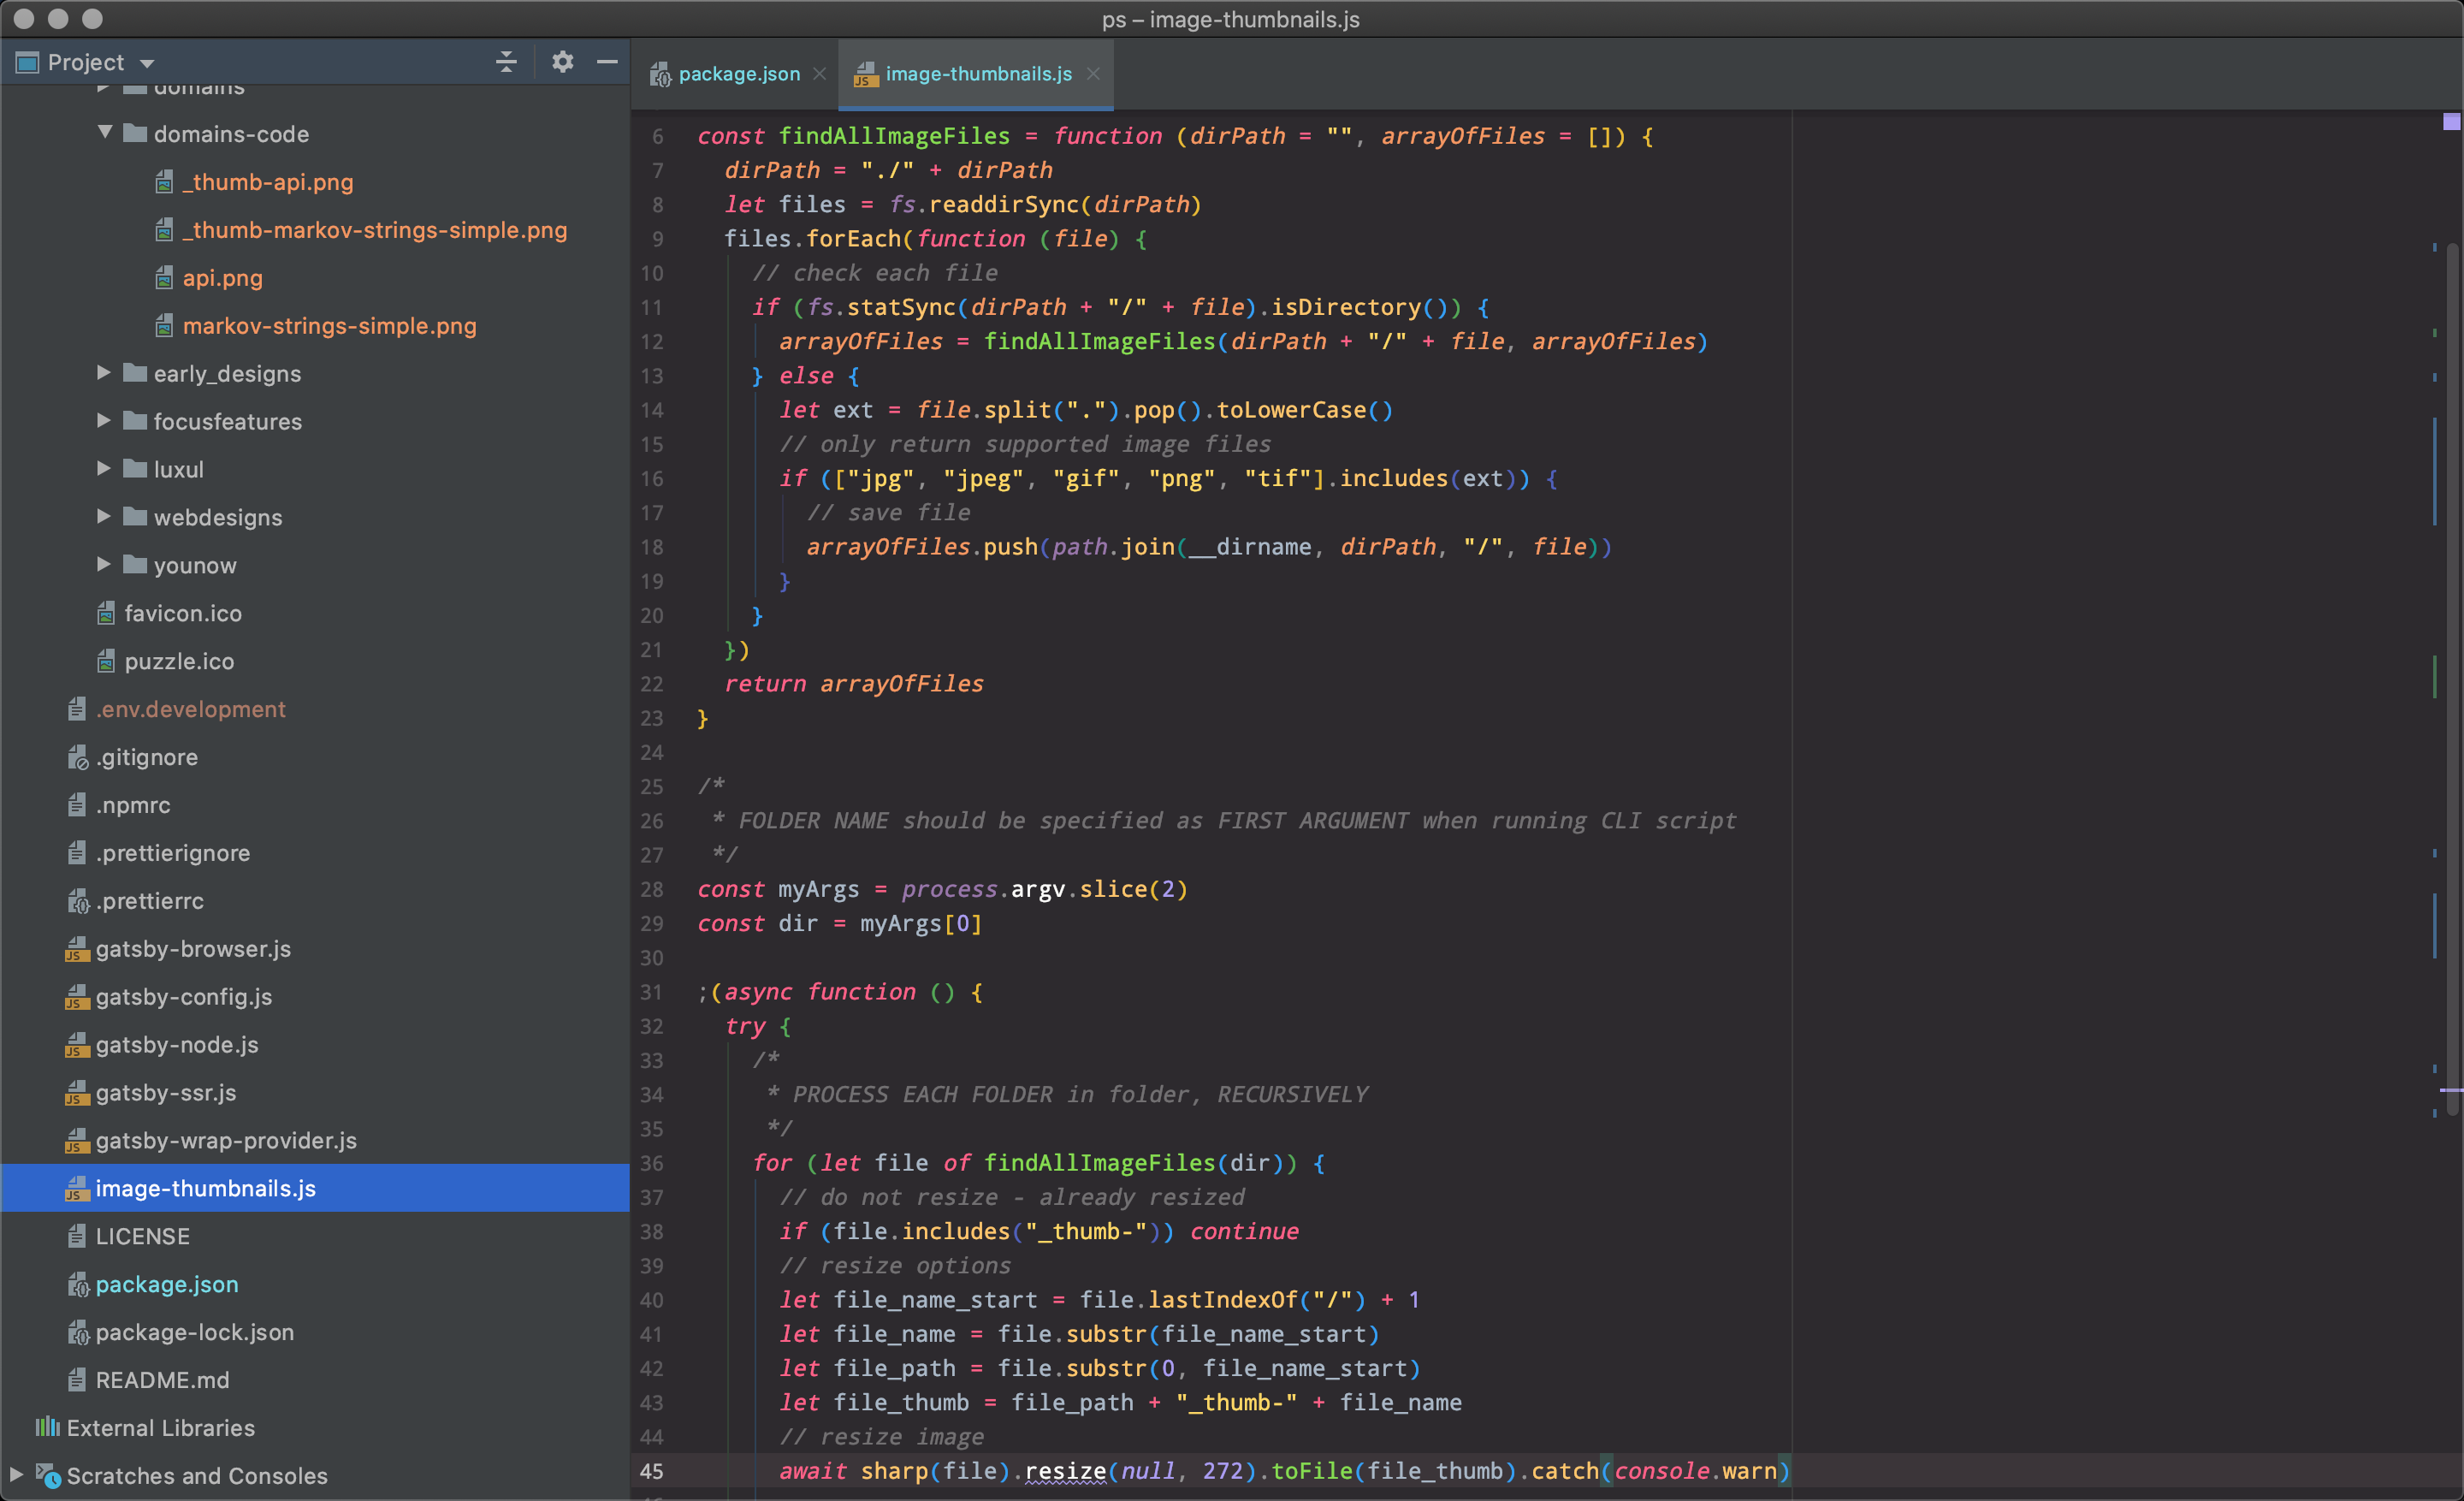 ps – image-thumbnails.js
Project
domains
domains-code
_thumb-api.png
_thumb-markov-strings-simple.png
api.png
markov-strings-simple.png
early_designs
focusfeatures
luxul
webdesigns
younow
favicon.ico
puzzle.ico
.env.development
.gitignore
.npmrc
.prettierignore
.prettierrc
gatsby-browser.js
gatsby-config.js
gatsby-node.js
gatsby-ssr.js
gatsby-wrap-provider.js
image-thumbnails.js
LICENSE
package.json
package-lock.json
README.md
External Libraries
Scratches and Consoles
package.json
image-thumbnails.js
6 const findAllImageFiles = function (dirPath = "", arrayOfFiles = []) {
7 dirPath = "./" + dirPath
8 let files = fs.readdirSync(dirPath)
9 files.forEach(function (file) {
10 // check each file
11 if (fs.statSync(dirPath + "/" + file).isDirectory()) {
12 arrayOfFiles = findAllImageFiles(dirPath + "/" + file, arrayOfFiles)
13 } else {
14 let ext = file.split(".").pop().toLowerCase()
15 // only return supported image files
16 if (["jpg", "jpeg", "gif", "png", "tif"].includes(ext)) {
17 // save file
18 arrayOfFiles.push(path.join(__dirname, dirPath, "/", file))
19 }
20 }
21 })
22 return arrayOfFiles
23 }
24
25 /*
26 * FOLDER NAME should be specified as FIRST ARGUMENT when running CLI script
27 */
28 const myArgs = process.argv.slice(2)
29 const dir = myArgs[0]
30
31 ;(async function () {
32 try {
33 /*
34 * PROCESS EACH FOLDER in folder, RECURSIVELY
35 */
36 for (let file of findAllImageFiles(dir)) {
37 // do not resize - already resized
38 if (file.includes("_thumb-")) continue
39 // resize options
40 let file_name_start = file.lastIndexOf("/") + 1
41 let file_name = file.substr(file_name_start)
42 let file_path = file.substr(0, file_name_start)
43 let file_thumb = file_path + "_thumb-" + file_name
44 // resize image
45 await sharp(file).resize(null, 272).toFile(file_thumb).catch(console.warn)